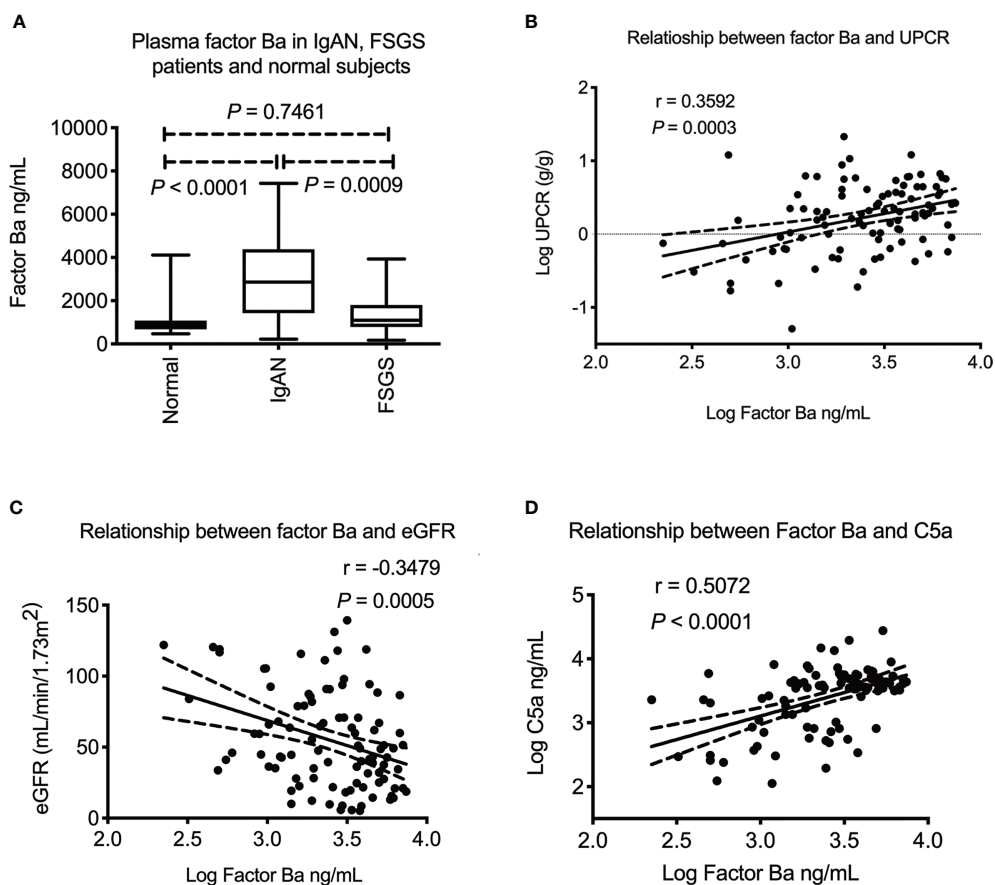 A
Plasma factor Ba in IgAN, FSGS
patients and normal subjects
P = 0.7461
P < 0.0001
P = 0.0009
10000
8000
6000
4000
2000
0
Factor Ba ng/mL
Normal
IgAN
FSGS
B
Relatioship between factor Ba and UPCR
r = 0.3592
P = 0.0003
2
1
0
-1
Log UPCR (g/g)
2.0
2.5
3.0
3.5
4.0
Log Factor Ba ng/mL
C
Relationship between factor Ba and eGFR
r = -0.3479
P = 0.0005
150
100
50
0
eGFR (mL/min/1.73m²)
2.0
2.5
3.0
3.5
4.0
Log Factor Ba ng/mL
D
Relationship between Factor Ba and C5a
r = 0.5072
P < 0.0001
5
4
3
2
Log C5a ng/mL
2.0
2.5
3.0
3.5
4.0
Log Factor Ba ng/mL